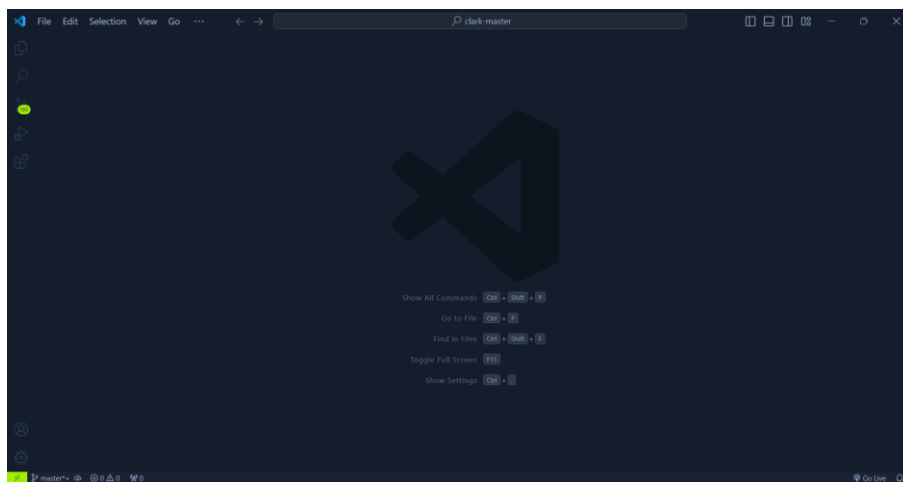 File Edit Selection View Go ··· ← → clark-master
Show All Commands Ctrl + Shift + P
Go to File Ctrl + P
Find in Files Ctrl + Shift + F
Toggle Full Screen F11
Show Settings Ctrl + ,
master*+ 0 0 0 Go Live